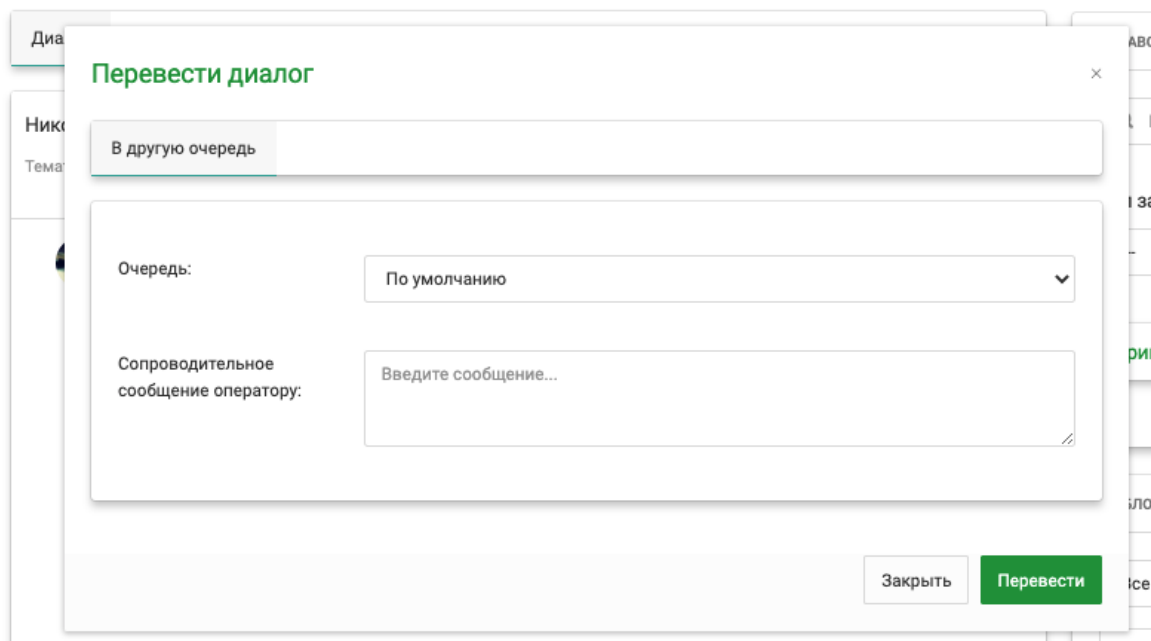 Перевести диалог
В другую очередь
Очередь:
По умолчанию
Сопроводительное
сообщение оператору:
Введите сообщение...
Закрыть
Перевести